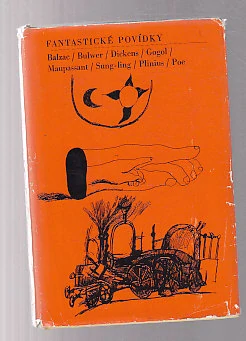 FANTASTICKÉ POVÍDKY
Balzac / Bulwer / Dickens / Gogol /
Maupassant / Sung-ling / Plinius / Poe